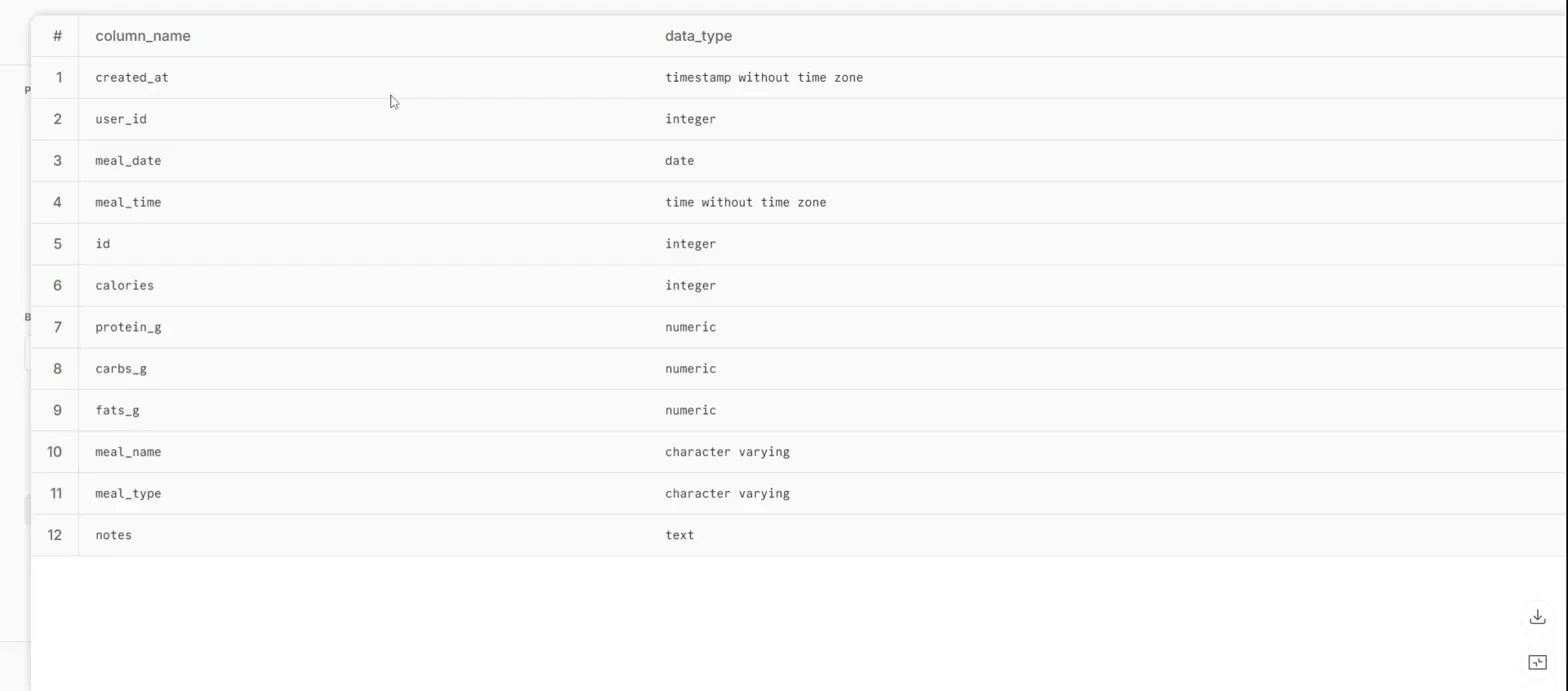 # column_name data_type
1 created_at timestamp without time zone
P
2 user_id integer
3 meal_date date
4 meal_time time without time zone
5 id integer
6 calories integer
B
7 protein_g numeric
8 carbs_g numeric
9 fats_g numeric
10 meal_name character varying
11 meal_type character varying
12 notes text